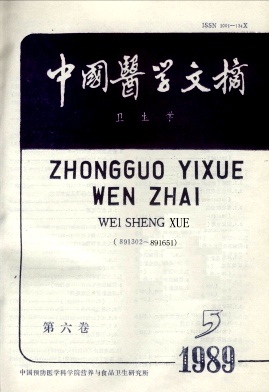 ISSN 1001—134X
中國醫学文摘
卫生学
ZHONGGUO YIXUE
WEN ZHAI
WEI SHENG XUE
(891302～891651)
第六卷
5
1989
中国预防医学科学院营养与食品卫生研究所